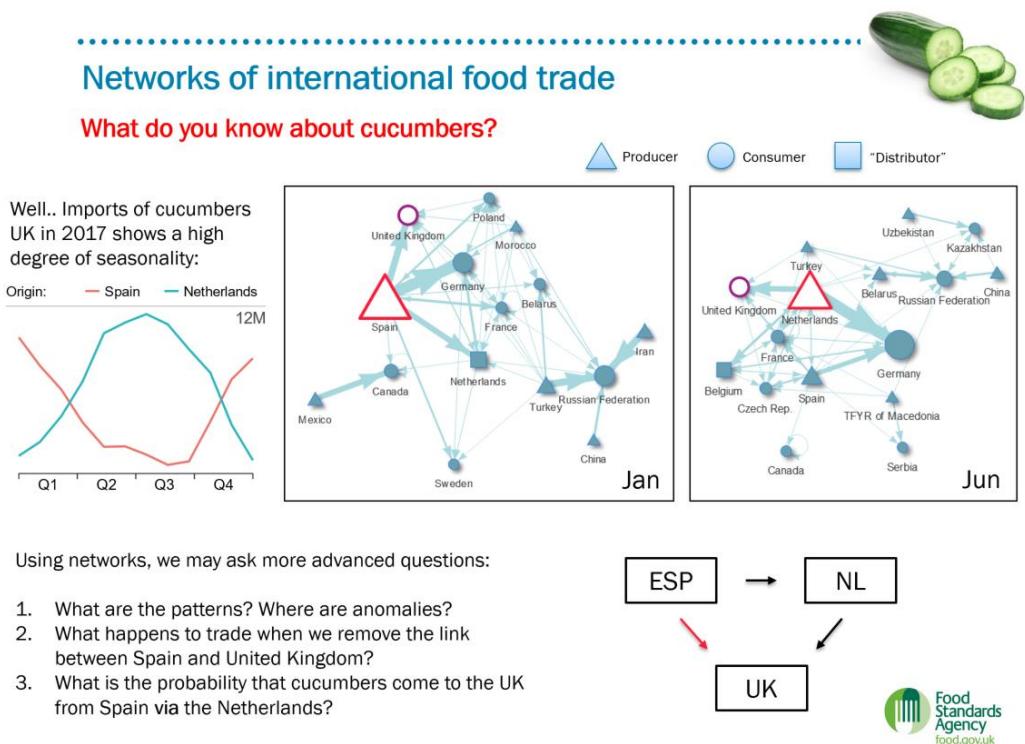 Networks of international food trade
What do you know about cucumbers?
Producer
Consumer
"Distributor"
Well.. Imports of cucumbers
UK in 2017 shows a high
degree of seasonality:
Origin:
Spain
Netherlands
12M
Q1
Q2
Q3
Q4
Poland
United Kingdom
Morocco
Germany
Belarus
Spain
France
Iran
Netherlands
Canada
Turkey
Russian Federation
Mexico
China
Sweden
Jan
Uzbekistan
Kazakhstan
Turkey
Belarus
Russian Federation
China
United Kingdom
Netherlands
France
Germany
Belgium
Spain
Czech Rep.
TFYR of Macedonia
Canada
Serbia
Jun
Using networks, we may ask more advanced questions:
1. What are the patterns? Where are anomalies?
2. What happens to trade when we remove the link
between Spain and United Kingdom?
3. What is the probability that cucumbers come to the UK
from Spain via the Netherlands?
ESP
NL
UK
Food
Standards
Agency
food.gov.uk